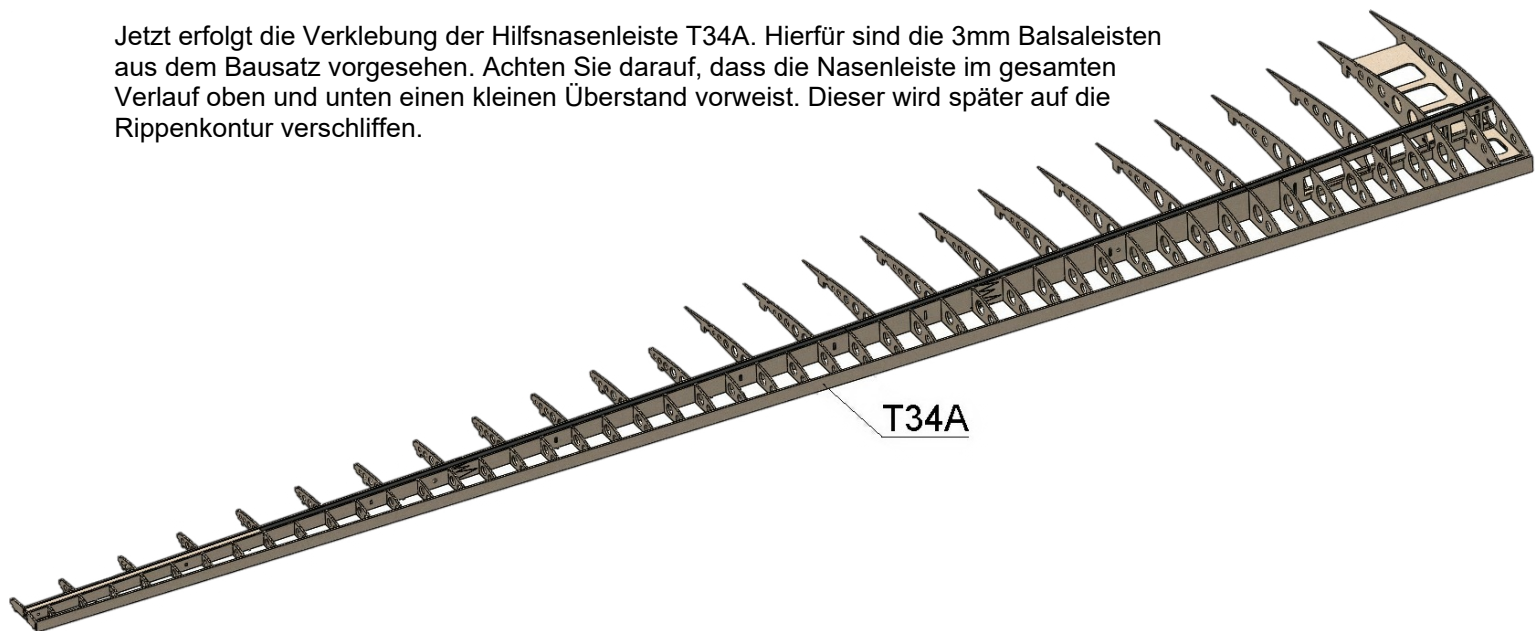 Jetzt erfolgt die Verklebung der Hilfsnasenleiste T34A. Hierfür sind die 3mm Balsaleisten
aus dem Bausatz vorgesehen. Achten Sie darauf, dass die Nasenleiste im gesamten
Verlauf oben und unten einen kleinen Überstand vorweist. Dieser wird später auf die
Rippenkontur verschliffen.
T34A